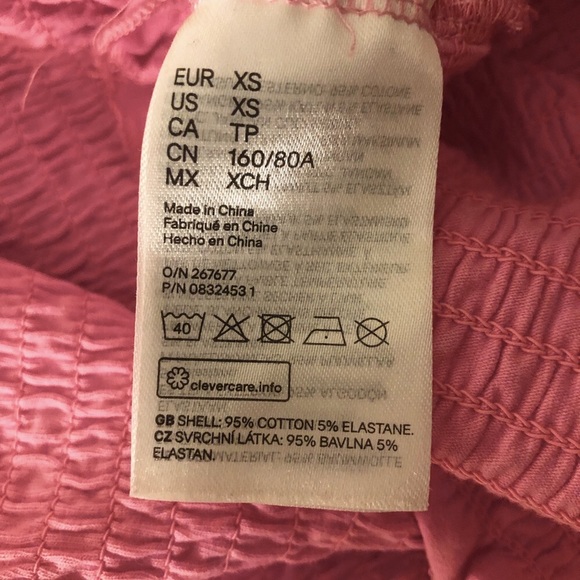 EUR XS
US XS
CA TP
CN 160/80A
MX XCH
Made in China
Fabriqué en Chine
Hecho en China
O/N 267677
P/N 0832453 1
40
clevercare.info
GB SHELL: 95% COTTON 5% ELASTANE.
CZ SVRCHNÍ LÁTKA: 95% BAVLNA 5%
ELASTAN.